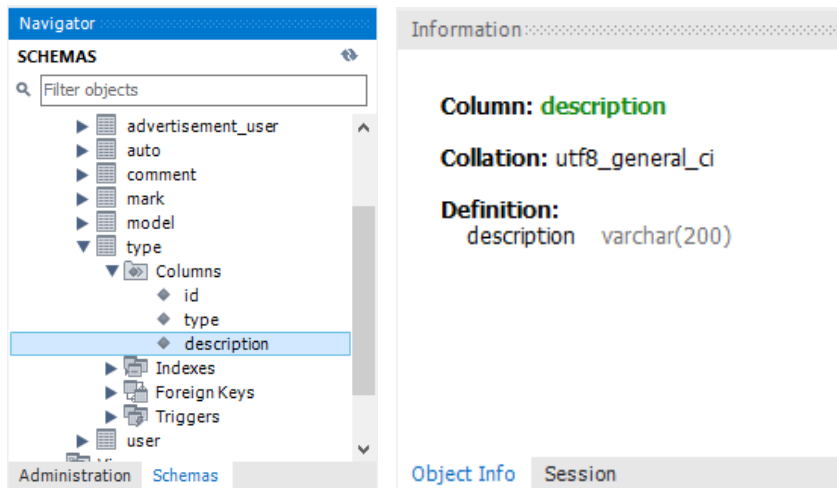 Navigator
SCHEMAS
Filter objects
advertisement_user
auto
comment
mark
model
type
Columns
id
type
description
Indexes
Foreign Keys
Triggers
user
Administration Schemas
Information
Column: description
Collation: utf8_general_ci
Definition:
description varchar(200)
Object Info Session